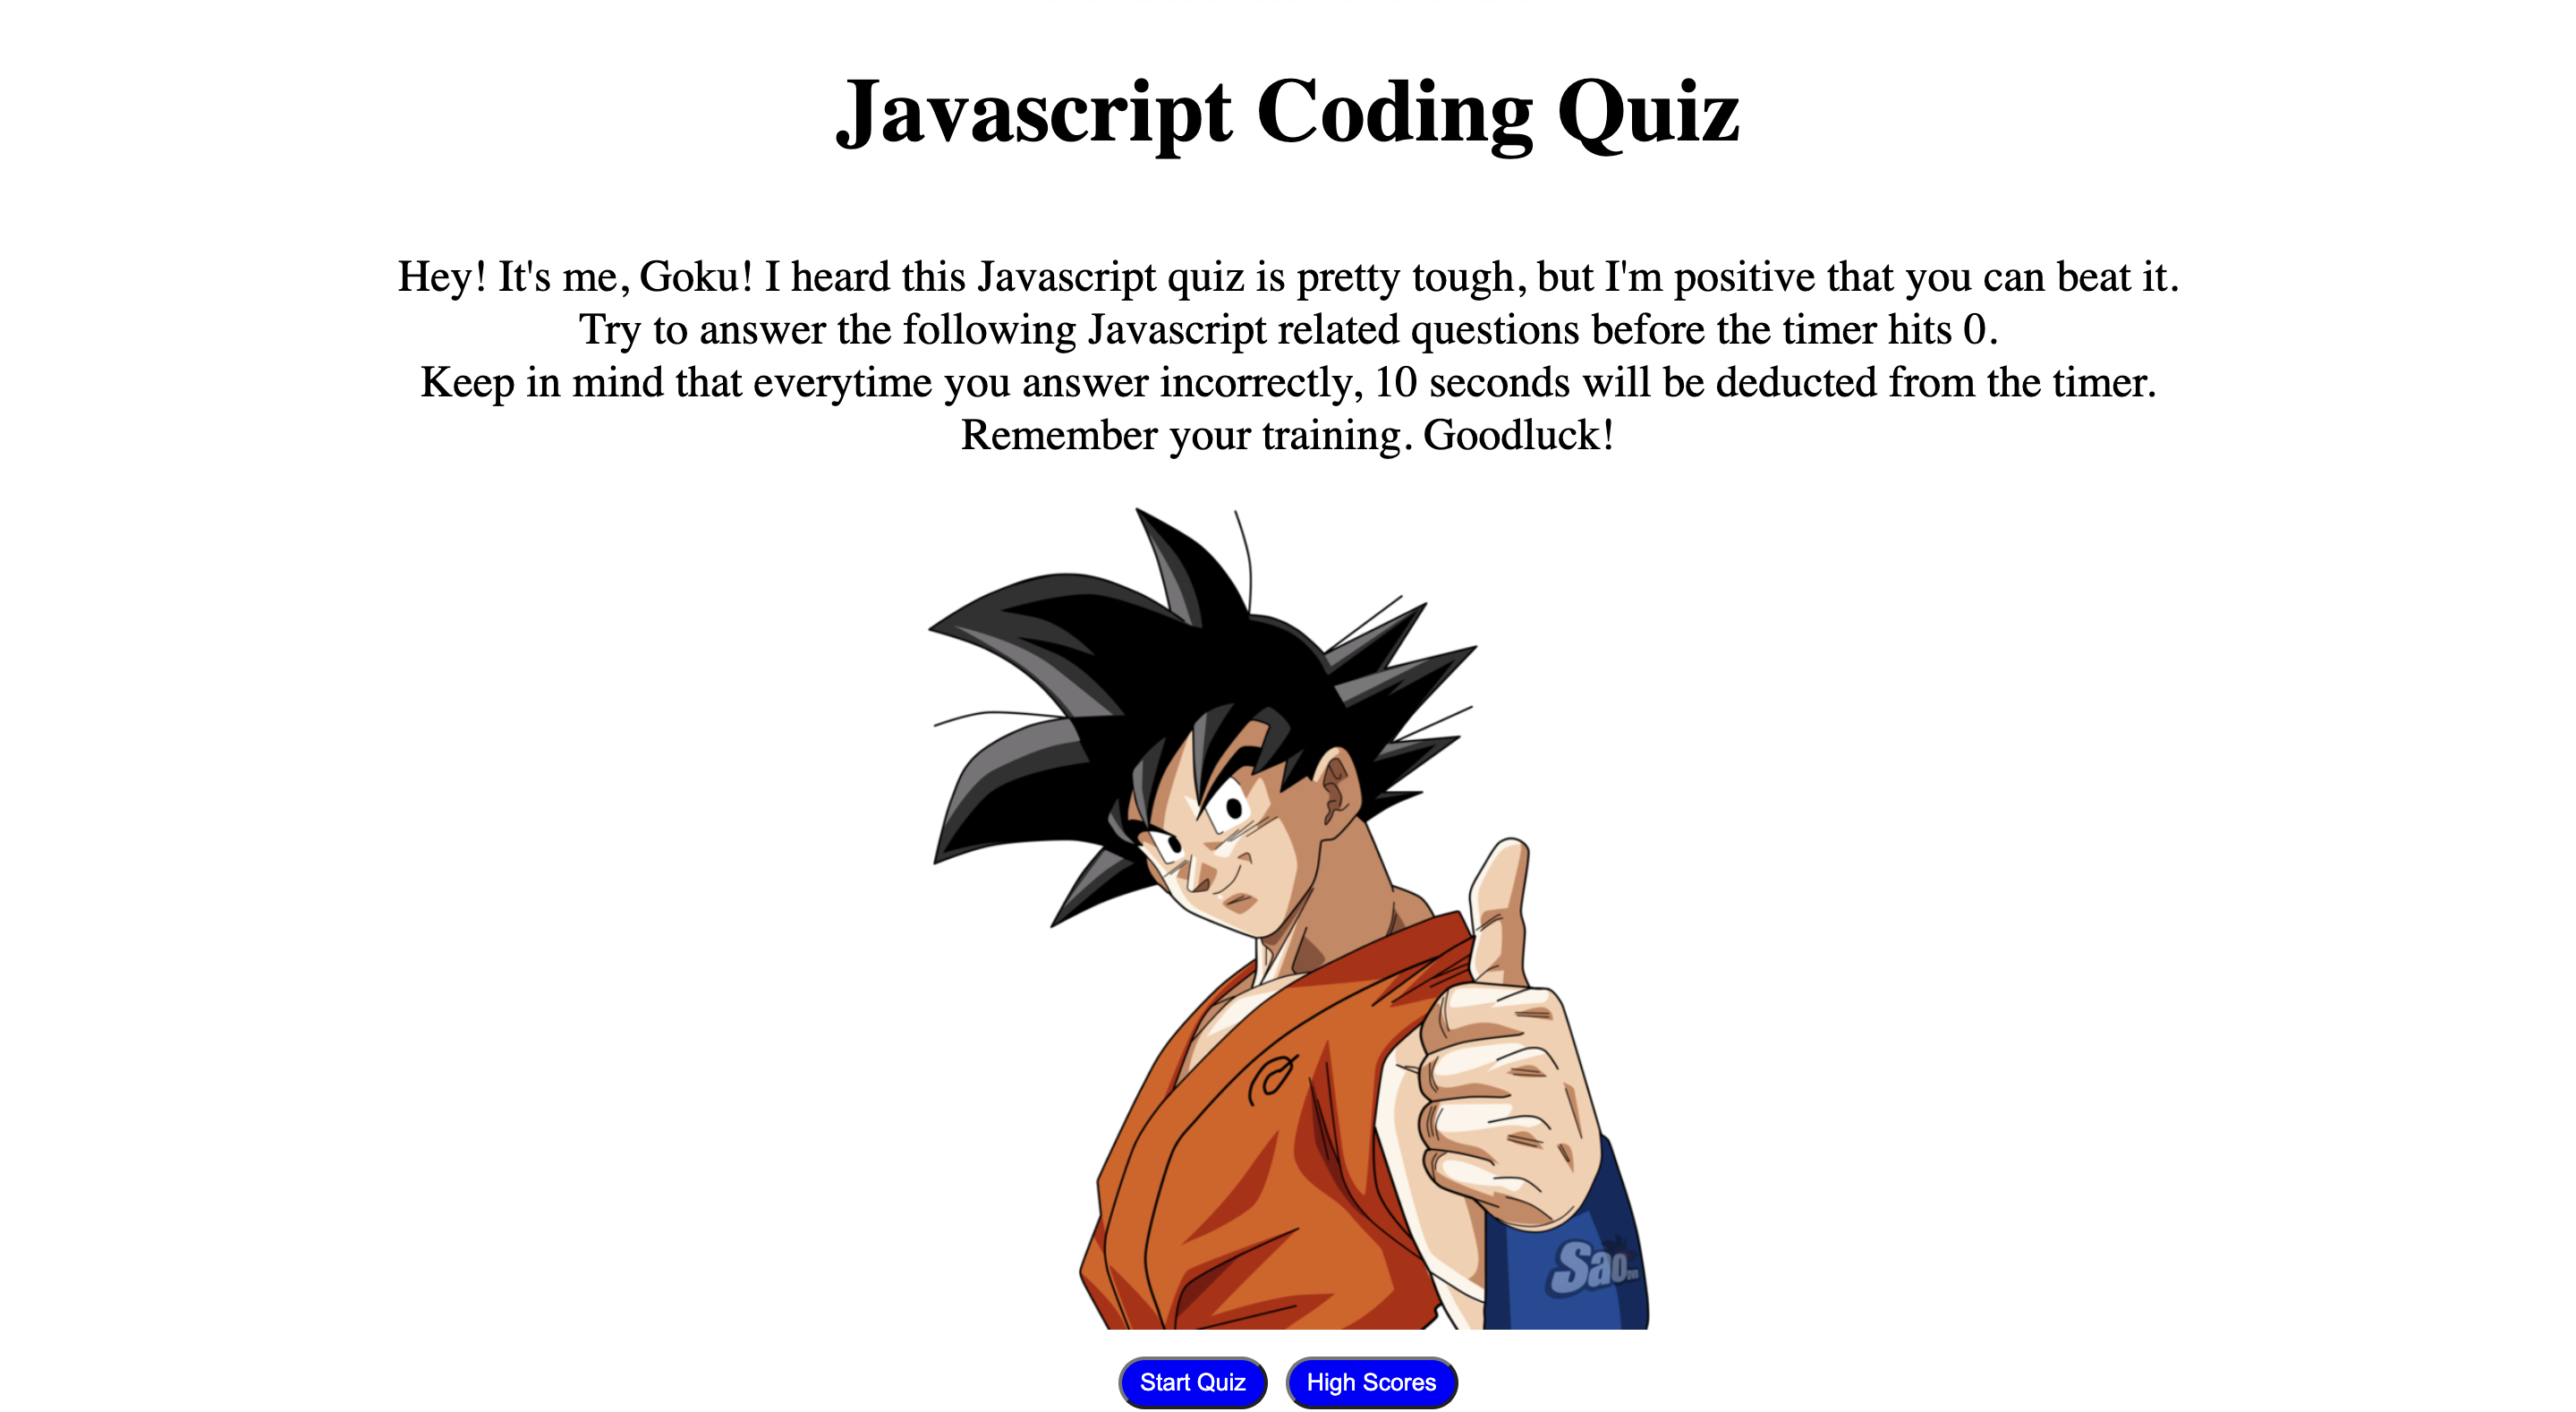 Javascript Coding Quiz
Hey! It's me, Goku! I heard this Javascript quiz is pretty tough, but I'm positive that you can beat it.
Try to answer the following Javascript related questions before the timer hits 0.
Keep in mind that everytime you answer incorrectly, 10 seconds will be deducted from the timer.
Remember your training. Goodluck!
Sao
Start Quiz
High Scores